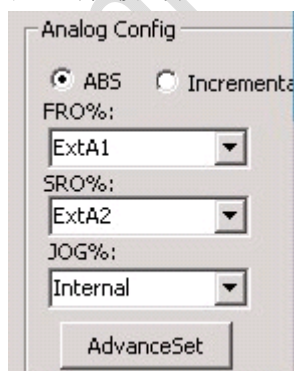 Analog Config
ABS Incrementa
FRO%:
ExtA1
SRO%:
ExtA2
JOG%:
Internal
AdvanceSet